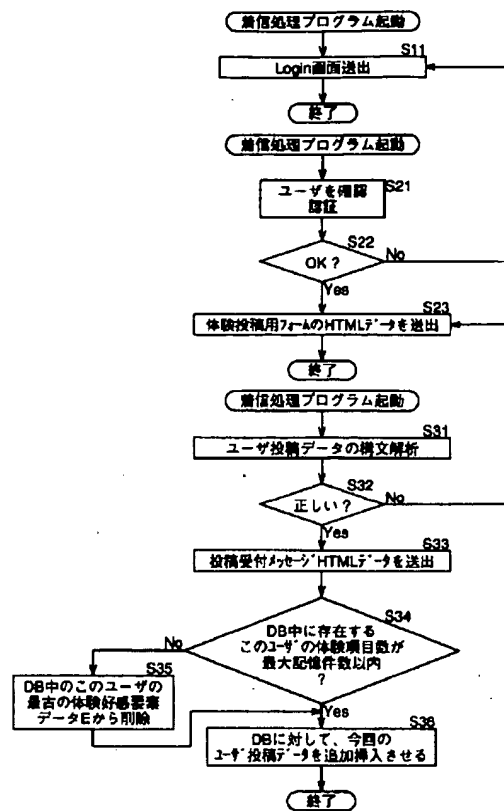 着信処理プログラム起動
S11
Login画面送出
終了
着信処理プログラム起動
S21
ユーザを確認
認証
S22
OK?
No
Yes
S23
体験投稿用フォームのHTMLデータを送出
終了
着信処理プログラム起動
S31
ユーザ投稿データの構文解析
S32
正しい?
No
Yes
S33
投稿受付メッセージHTMLデータを送出
S34
DB中に存在する
このユーザの体験項目数が
最大記憶件数以内
?
No
S35
DB中のこのユーザの
最古の体験好感要素
データEから削除
Yes
S36
DBに対して、今回の
ユーザ投稿データを追加挿入させる
終了